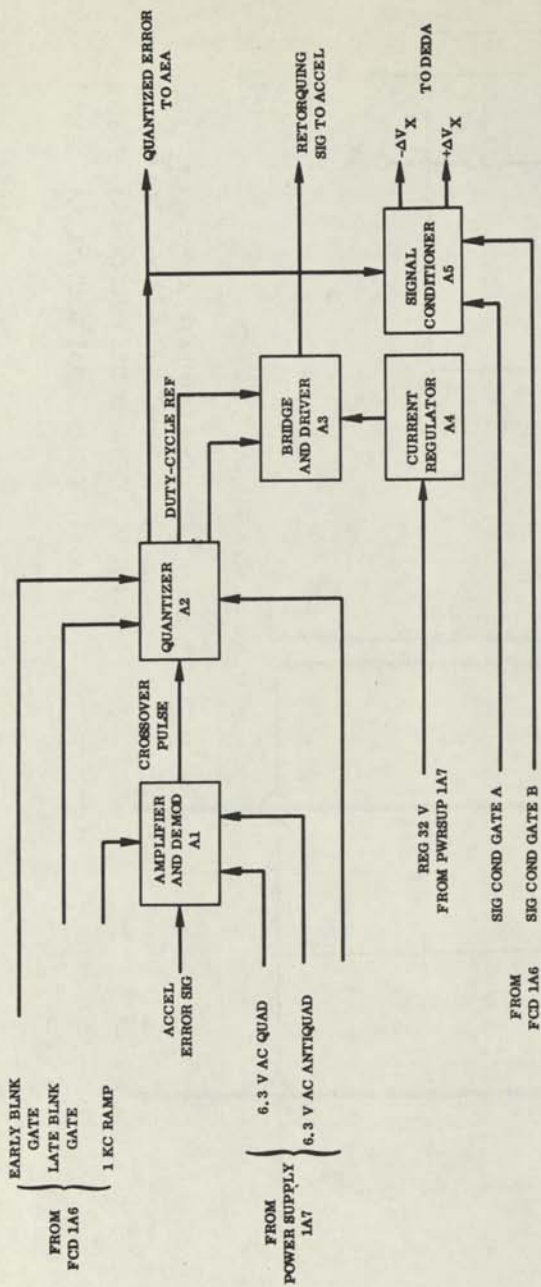 EARLY BLNK
GATE
LATE BLNK
GATE
1 KC RAMP
FROM
FCD 1A6
ACCEL
ERROR SIG
6.3 V AC QUAD
6.3 V AC ANTIQUAD
FROM
POWER SUPPLY
1A7
AMPLIFIER
AND DEMOD
A1
CROSSOVER
PULSE
QUANTIZER
A2
DUTY-CYCLE REF
QUANTIZED ERROR
TO AEA
BRIDGE
AND DRIVER
A3
RETORQUING
SIG TO ACCEL
REG 32 V
FROM PWRSUP 1A7
CURRENT
REGULATOR
A4
SIGNAL
CONDITIONER
A5
-ΔVX
+ΔVX
TO DEDA
SIG COND GATE A
SIG COND GATE B
FROM
FCD 1A6